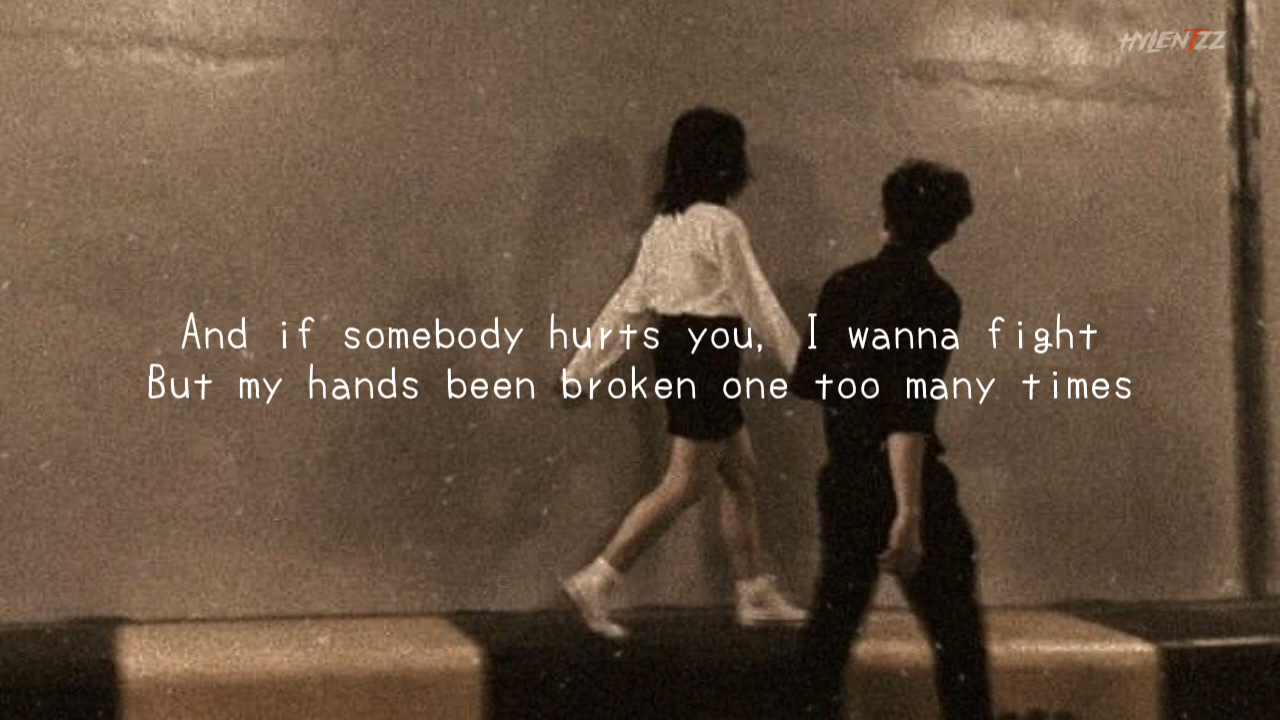 HYLENTZZ
And if somebody hurts you, I wanna fight
But my hands been broken one too many times